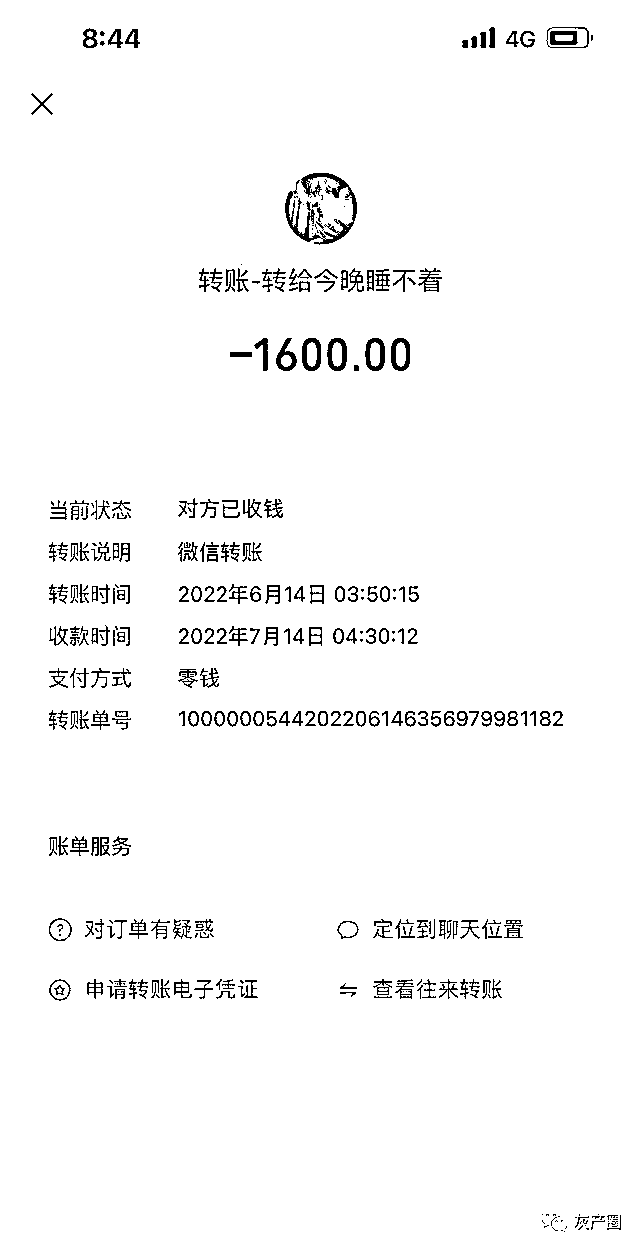 8:44 4G
转账-转给今晚睡不着
-1600.00
当前状态 对方已收钱
转账说明 微信转账
转账时间 2022年6月14日 03:50:15
收款时间 2022年7月14日 04:30:12
支付方式 零钱
转账单号 1000000544202206146356979981182
账单服务
对订单有疑惑 定位到聊天位置
申请转账电子凭证 查看往来转账
灰产圈